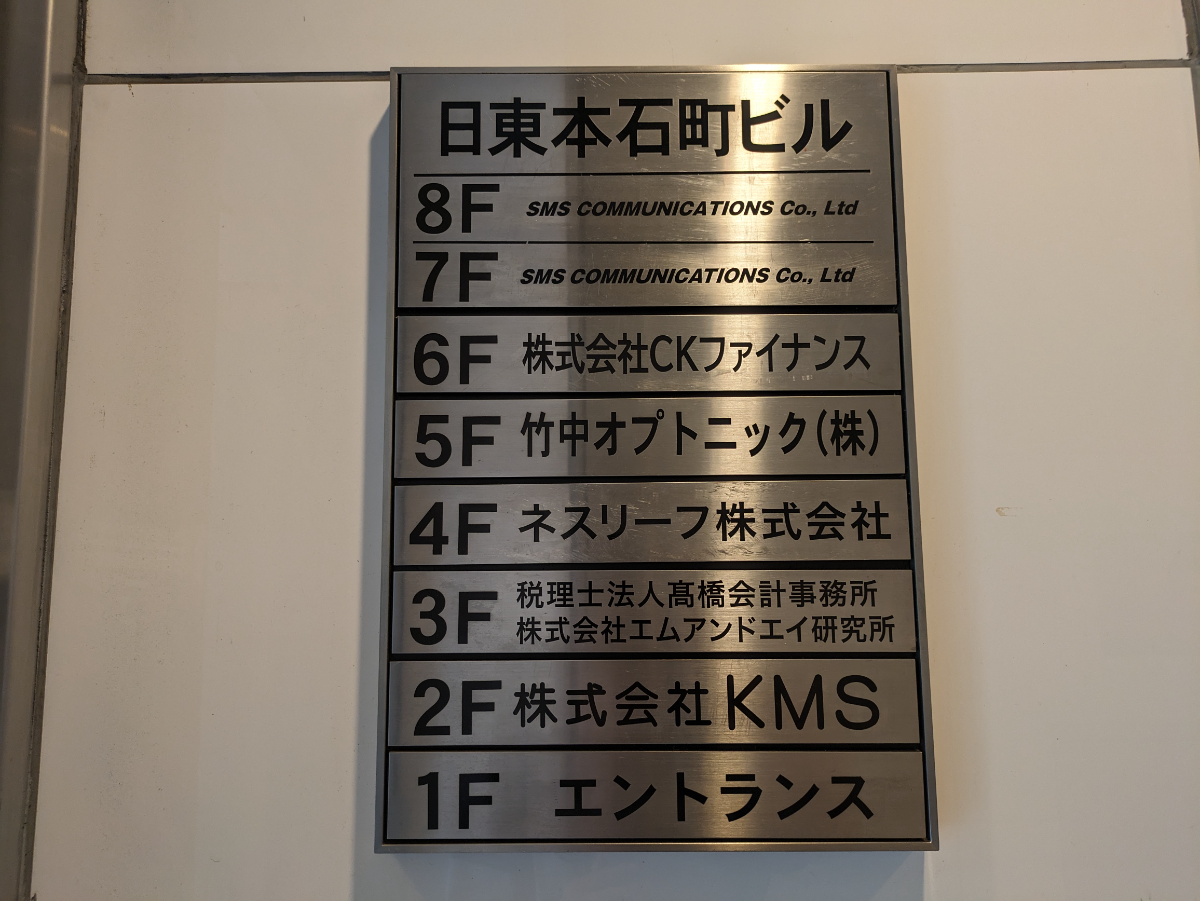 日東本石町ビル
8F SMS COMMUNICATIONS Co., Ltd
7F SMS COMMUNICATIONS Co., Ltd
6F 株式会社CKファイナンス
5F 竹中オプトニック(株)
4F ネスリーフ株式会社
3F 税理士法人髙橋会計事務所
株式会社エムアンドエイ研究所
2F 株式会社KMS
1F エントランス